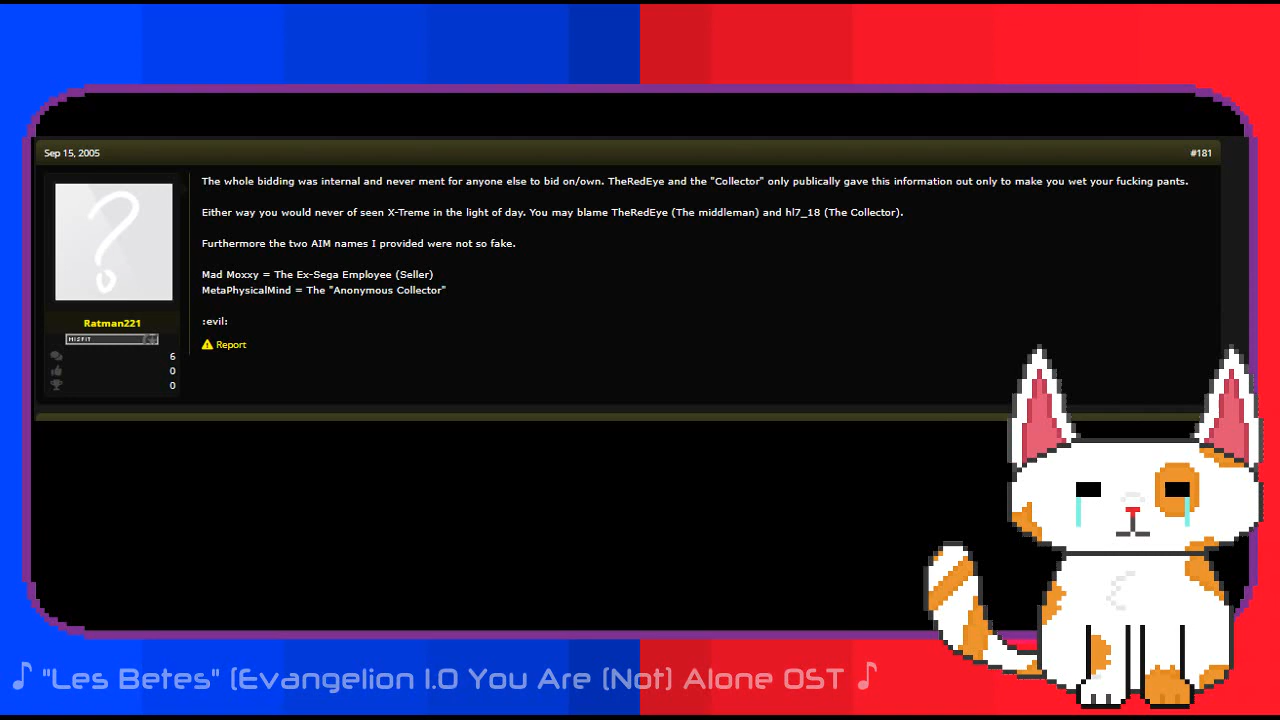 Sep 15, 2005
#181
The whole bidding was internal and never ment for anyone else to bid on/own. TheRedEye and the "Collector" only publically gave this information out only to make you wet your fucking pants.
Either way you would never of seen X-Treme in the light of day. You may blame TheRedEye (The middleman) and hl7_18 (The Collector).
Furthermore the two AIM names I provided were not so fake.
Mad Moxxy = The Ex-Sega Employee (Seller)
MetaPhysicalMind = The "Anonymous Collector"
:evil:
Report
Ratman221
MISFIT
6
0
0
♪ "Les Betes" (Evangelion 1.0 You Are (Not) Alone OST ♪